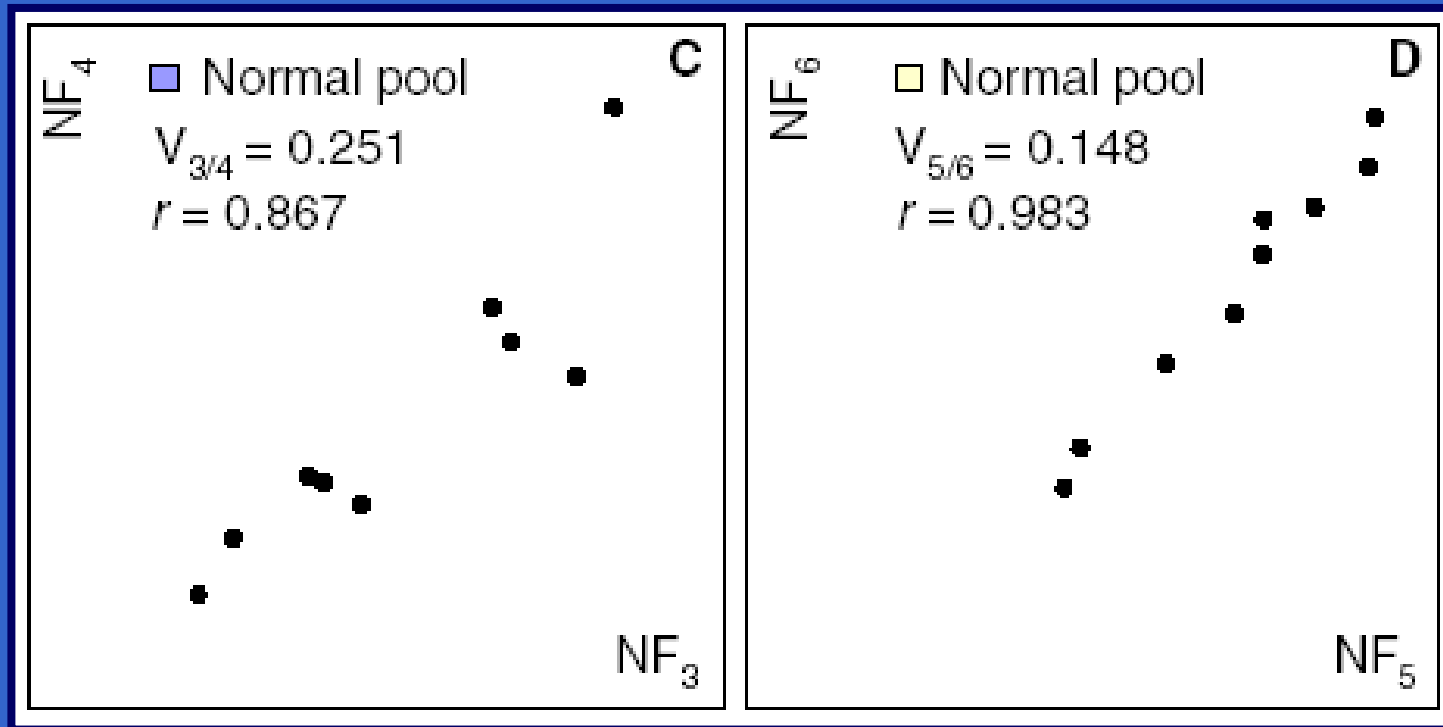 C
NF4
Normal pool
V3/4 = 0.251
r = 0.867
NF3
D
NF6
Normal pool
V5/6 = 0.148
r = 0.983
NF5